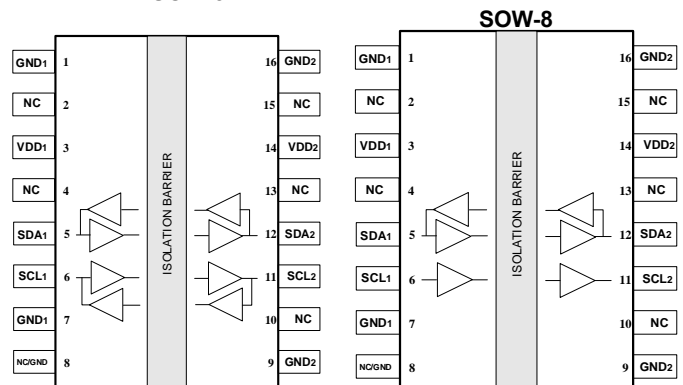 SOW-8
GND1 1 16 GND2
NC 2 15 NC
VDD1 3 14 VDD2
NC 4 13 NC
SDA1 5 12 SDA2
SCL1 6 11 SCL2
GND1 7 10 NC
NC/GND 8 9 GND2
ISOLATION BARRIER
GND1 1 16 GND2
NC 2 15 NC
VDD1 3 14 VDD2
NC 4 13 NC
SDA1 5 12 SDA2
SCL1 6 11 SCL2
GND1 7 10 NC
NC/GND 8 9 GND2
ISOLATION BARRIER